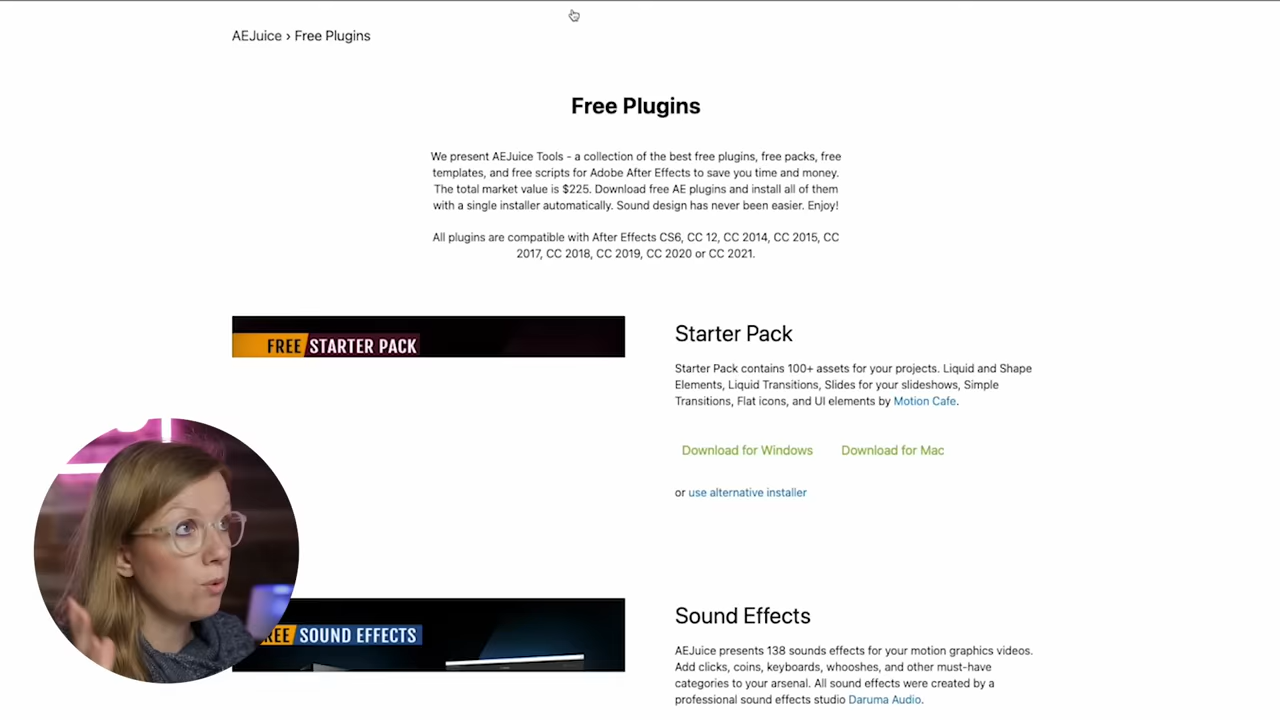 AEJuice › Free Plugins
Free Plugins
We present AEJuice Tools - a collection of the best free plugins, free packs, free
templates, and free scripts for Adobe After Effects to save you time and money.
The total market value is $225. Download free AE plugins and install all of them
with a single installer automatically. Sound design has never been easier. Enjoy!
All plugins are compatible with After Effects CS6, CC 12, CC 2014, CC 2015, CC
2017, CC 2018, CC 2019, CC 2020 or CC 2021.
FREE STARTER PACK
Starter Pack
Starter Pack contains 100+ assets for your projects. Liquid and Shape
Elements, Liquid Transitions, Slides for your slideshows, Simple
Transitions, Flat icons, and UI elements by Motion Cafe.
Download for Windows Download for Mac
or use alternative installer
REE SOUND EFFECTS
Sound Effects
AEJuice presents 138 sounds effects for your motion graphics videos.
Add clicks, coins, keyboards, whooshes, and other must-have
categories to your arsenal. All sound effects were created by a
professional sound effects studio Daruma Audio.